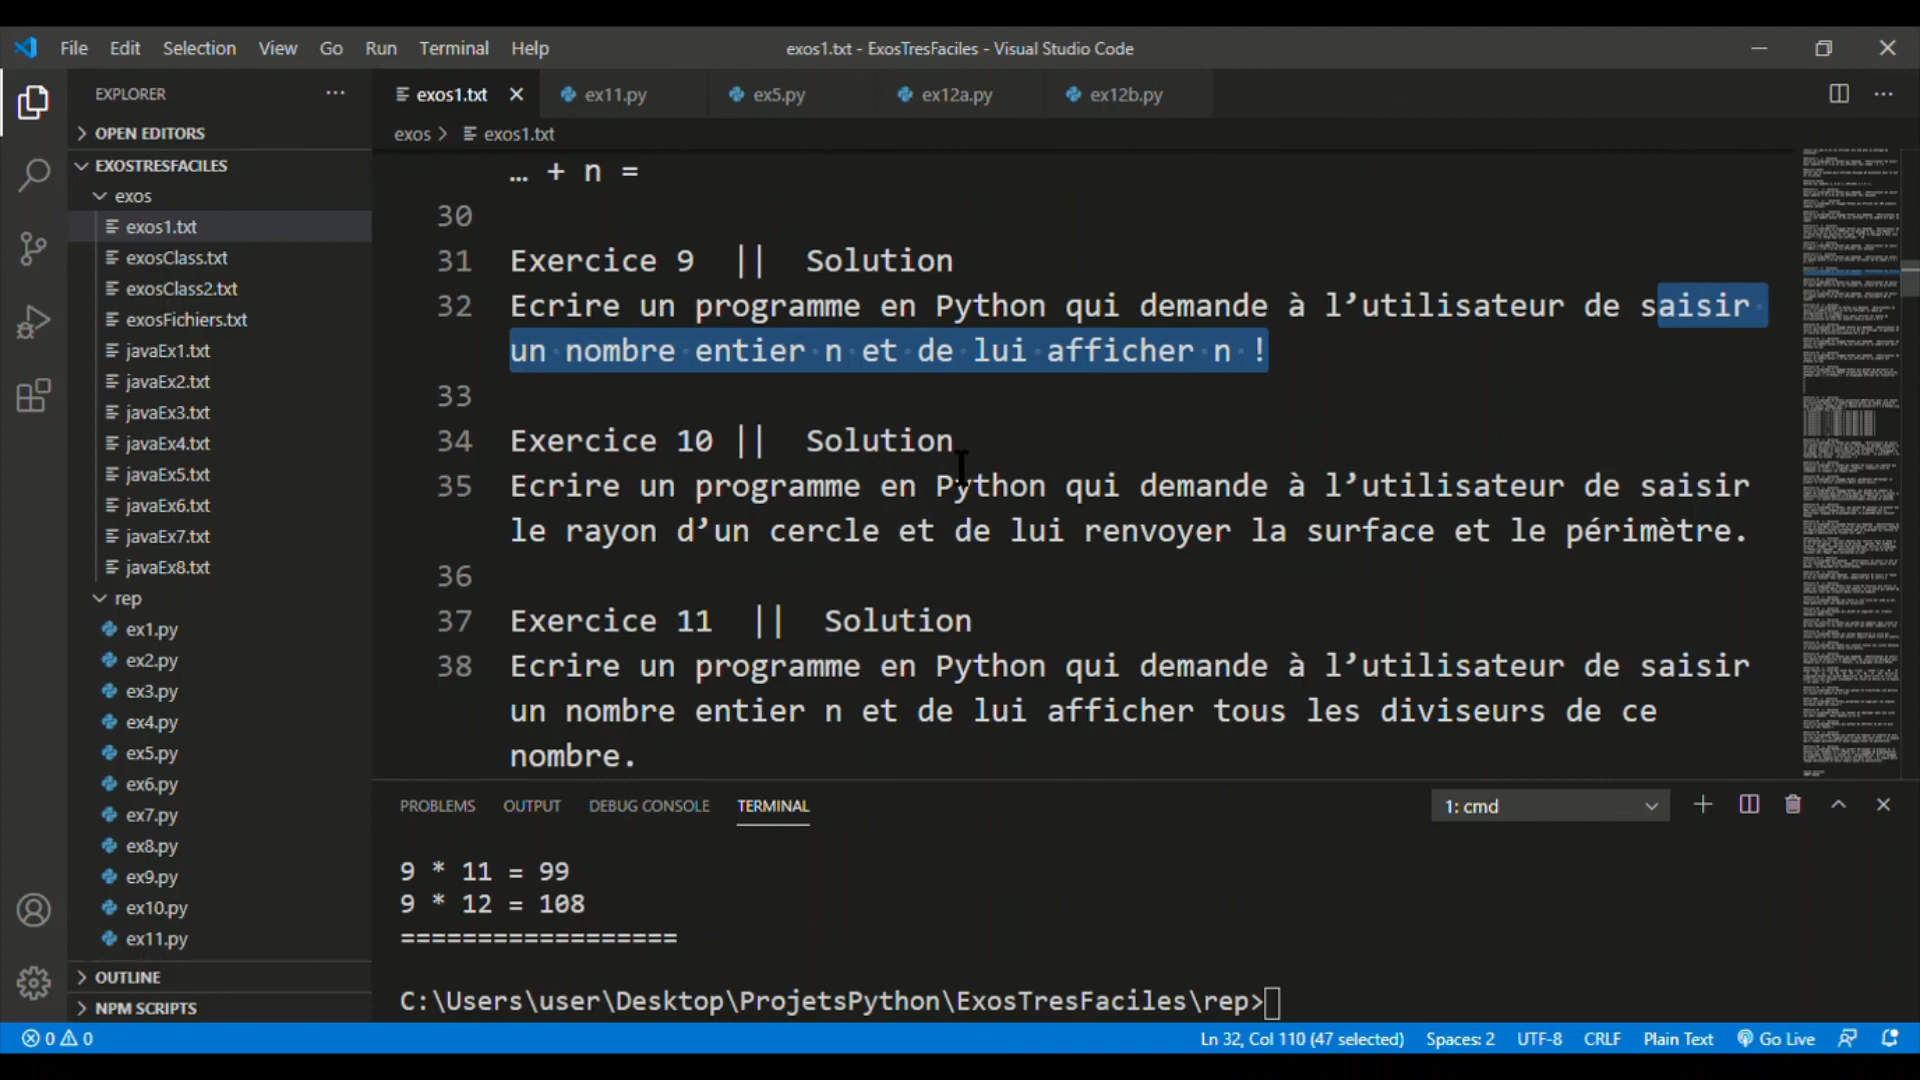 File Edit Selection View Go Run Terminal Help
exos1.txt - ExosTresFaciles - Visual Studio Code
EXPLORER
OPEN EDITORS
EXOSTRESFACILES
exos
exos1.txt
exosClass.txt
exosClass2.txt
exosFichiers.txt
javaEx1.txt
javaEx2.txt
javaEx3.txt
javaEx4.txt
javaEx5.txt
javaEx6.txt
javaEx7.txt
javaEx8.txt
rep
ex1.py
ex2.py
ex3.py
ex4.py
ex5.py
ex6.py
ex7.py
ex8.py
ex9.py
ex10.py
ex11.py
OUTLINE
NPM SCRIPTS
exos1.txt ex11.py ex5.py ex12a.py ex12b.py
exos > exos1.txt
… + n =
30
31 Exercice 9 || Solution
32 Ecrire un programme en Python qui demande à l’utilisateur de saisir
un nombre entier n et de lui afficher n !
33
34 Exercice 10 || Solution
35 Ecrire un programme en Python qui demande à l’utilisateur de saisir
le rayon d’un cercle et de lui renvoyer la surface et le périmètre.
36
37 Exercice 11 || Solution
38 Ecrire un programme en Python qui demande à l’utilisateur de saisir
un nombre entier n et de lui afficher tous les diviseurs de ce
nombre.
PROBLEMS OUTPUT DEBUG CONSOLE TERMINAL
1: cmd
9 * 11 = 99
9 * 12 = 108
==================
C:\Users\user\Desktop\ProjetsPython\ExosTresFaciles\rep>
0 0
Ln 32, Col 110 (47 selected) Spaces: 2 UTF-8 CRLF Plain Text Go Live